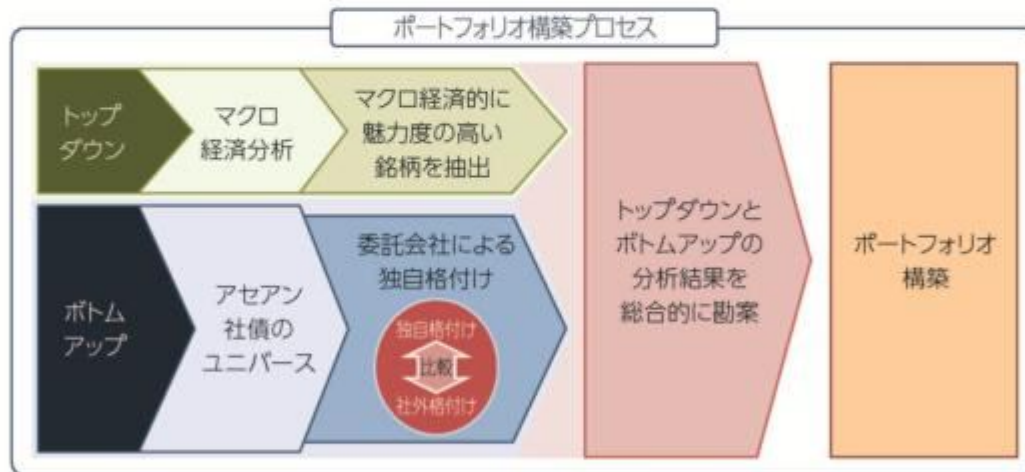 ポートフォリオ構築プロセス
トップ
ダウン
マクロ
経済分析
マクロ経済的に
魅力度の高い
銘柄を抽出
ボトム
アップ
アセアン
社債の
ユニバース
委託会社による
独自格付け
独自格付け
比較
社外格付け
トップダウンと
ボトムアップの
分析結果を
総合的に勘案
ポートフォリオ
構築